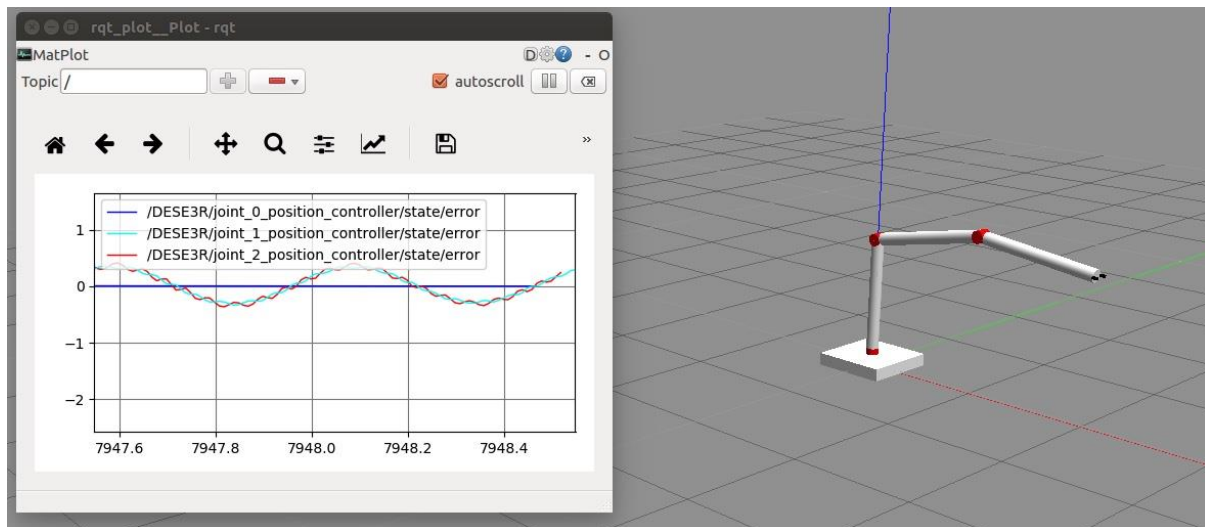 rqt_plot__Plot - rqt
MatPlot
D - O
Topic / autoscroll
»
/DESE3R/joint_0_position_controller/state/error
/DESE3R/joint_1_position_controller/state/error
/DESE3R/joint_2_position_controller/state/error
1
0
−1
−2
7947.6 7947.8 7948.0 7948.2 7948.4